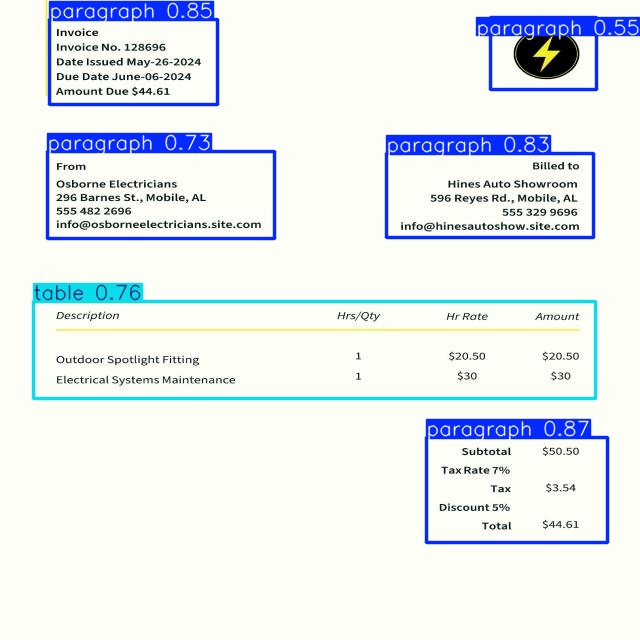 paragraph 0.85
paragraph 0.55
Invoice
Invoice No. 128696
Date Issued May-26-2024
Due Date June-06-2024
Amount Due $44.61
paragraph 0.73
From
Osborne Electricians
296 Barnes St., Mobile, AL
555 482 2696
info@osborneelectricians.site.com
paragraph 0.83
Billed to
Hines Auto Showroom
596 Reyes Rd., Mobile, AL
555 329 9696
info@hinesautoshow.site.com
table 0.76
Description Hrs/Qty Hr Rate Amount
Outdoor Spotlight Fitting 1 $20.50 $20.50
Electrical Systems Maintenance 1 $30 $30
paragraph 0.87
Subtotal $50.50
Tax Rate 7%
Tax $3.54
Discount 5%
Total $44.61